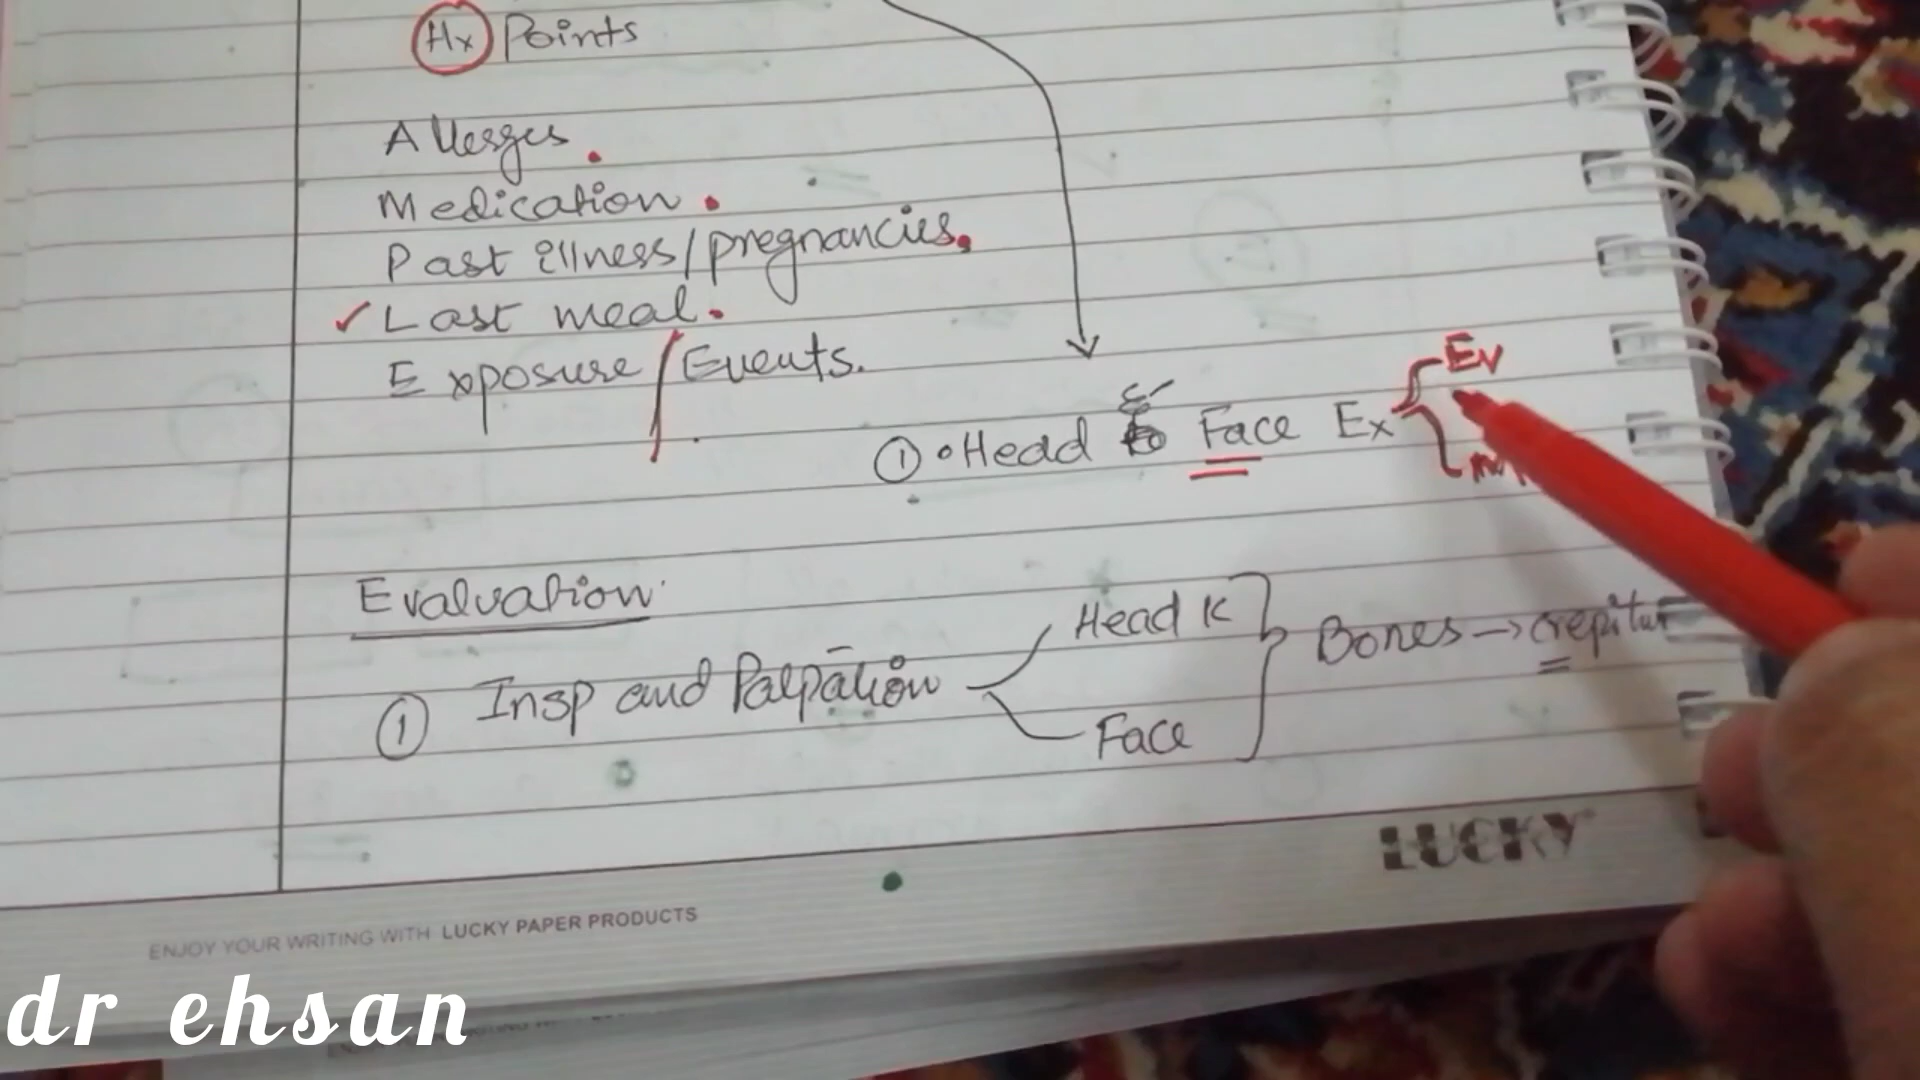 Hx Points
Allerges.
Medication.
Past illness/pregnancies.
✓ Last meal.
Exposure/Events.
Ev
① • Head & Face Ex
Evaluation
Head K
Bones → crepitus
① Insp and Palpation
Face
LUCKY
ENJOY YOUR WRITING WITH LUCKY PAPER PRODUCTS
dr ehsan